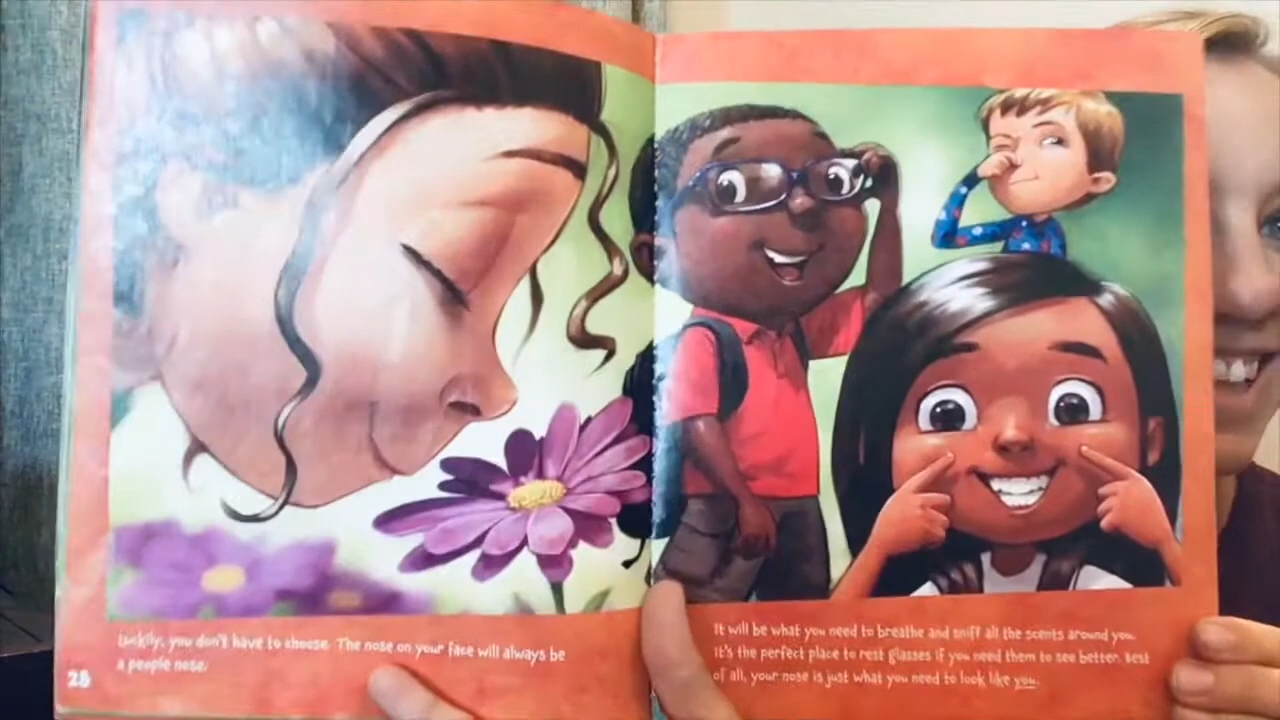 Luckily, you don't have to choose. The nose on your face will always be
a people nose.
28
It will be what you need to breathe and sniff all the scents around you.
It's the perfect place to rest glasses if you need them to see better. Best
of all, your nose is just what you need to look like you.